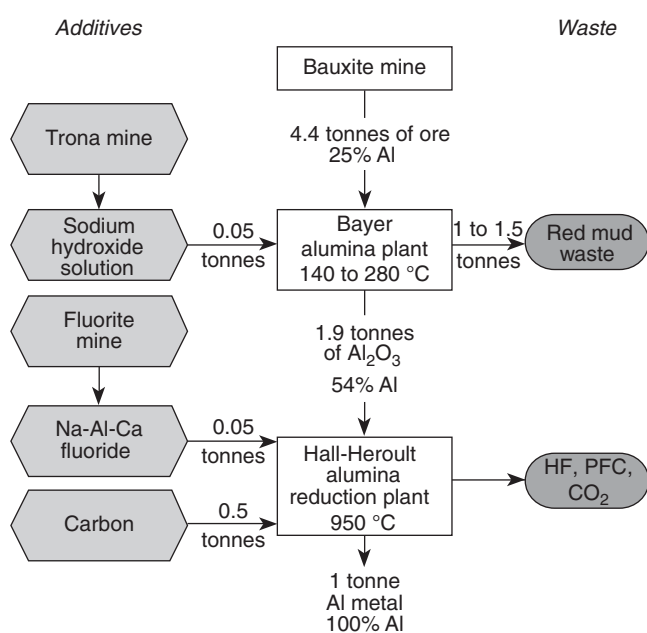 Additives
Waste
Bauxite mine
Trona mine
4.4 tonnes of ore
25% Al
Sodium
hydroxide
solution
0.05
tonnes
Bayer
alumina plant
140 to 280 °C
1 to 1.5
tonnes
Red mud
waste
Fluorite
mine
1.9 tonnes
of Al₂O₃
54% Al
Na-Al-Ca
fluoride
0.05
tonnes
Hall-Heroult
alumina
reduction plant
950 °C
HF, PFC,
CO₂
Carbon
0.5
tonnes
1 tonne
Al metal
100% Al